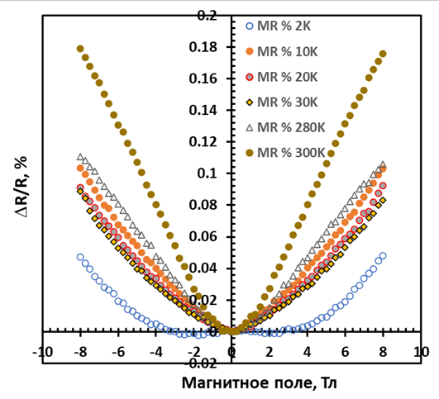 0.2
0.18
0.16
0.14
0.12
0.1
0.08
0.06
0.04
0.02
0
-0.02
ΔR/R, %
MR % 2K
MR % 10K
MR % 20K
MR % 30K
MR % 280K
MR % 300K
-10 -8 -6 -4 -2 0 2 4 6 8 10
Магнитное поле, Тл